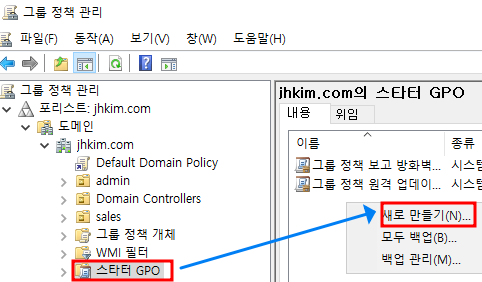 그룹 정책 관리
파일(F) 동작(A) 보기(V) 창(W) 도움말(H)
그룹 정책 관리
포리스트: jhkim.com
도메인
jhkim.com
Default Domain Policy
admin
Domain Controllers
sales
그룹 정책 개체
WMI 필터
스타터 GPO
jhkim.com의 스타터 GPO
내용 위임
이름 종류
그룹 정책 보고 방화벽... 시스템
그룹 정책 원격 업데이... 시스템
새로 만들기(N)...
모두 백업(B)...
백업 관리(M)...